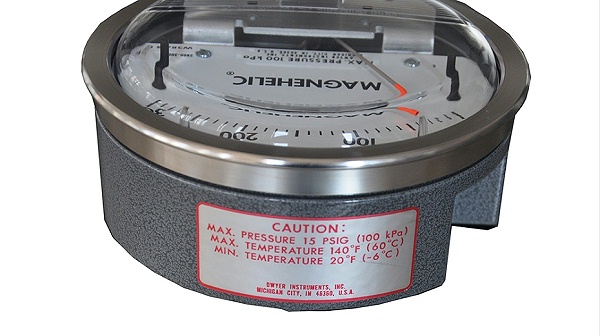 CAUTION:
MAX. PRESSURE 15 PSIG (100 kPa)
MAX. TEMPERATURE 140°F (60°C)
MIN. TEMPERATURE 20°F (-6°C)
DWYER INSTRUMENTS, INC.
MICHIGAN CITY, IN 46360, U.S.A.
100
200
MAGNEHELIC®
MAX. PRESSURE 100 kPa